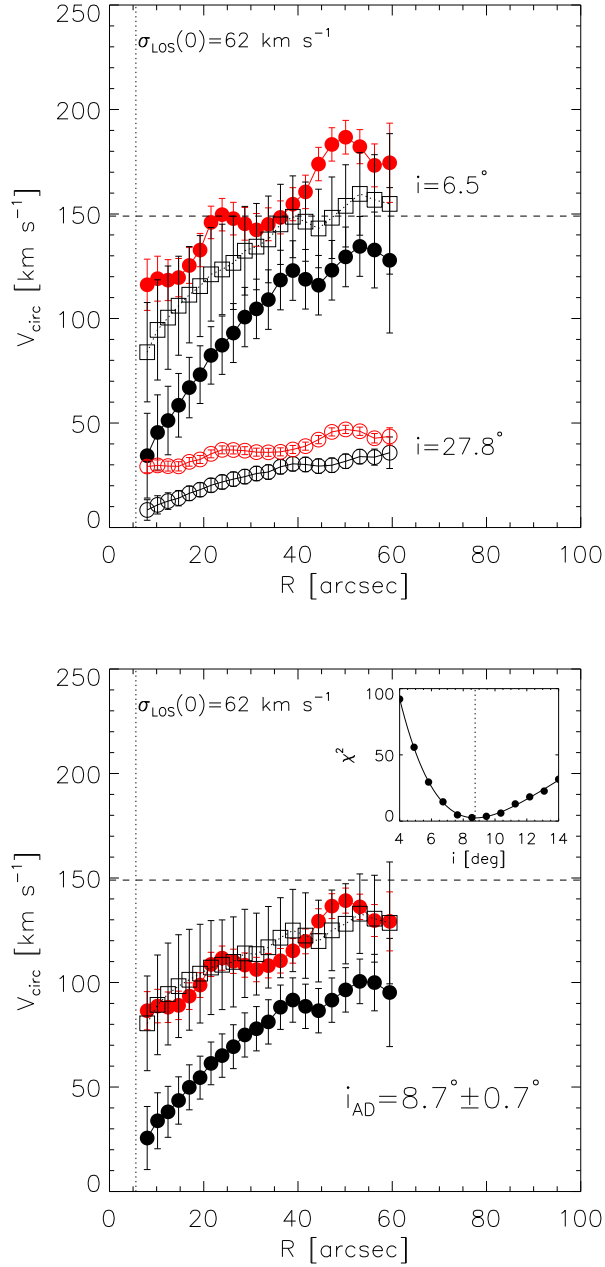 250
σLOS(0)=62 km s⁻¹
200
i=6.5°
150
Vcirc [km s⁻¹]
100
50
i=27.8°
0
0 20 40 60 80 100
R [arcsec]
250
σLOS(0)=62 km s⁻¹
100
χ²
50
0
4 6 8 10 12 14
i [deg]
200
150
Vcirc [km s⁻¹]
100
50
iAD=8.7°±0.7°
0
0 20 40 60 80 100
R [arcsec]